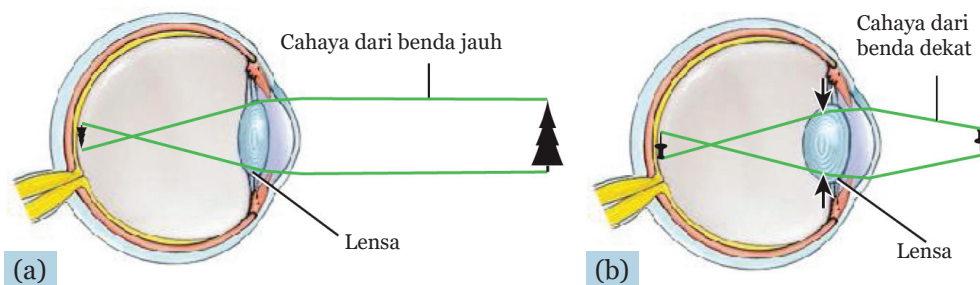 Cahaya dari benda jauh
Lensa
(a)
Cahaya dari
benda dekat
Lensa
(b)